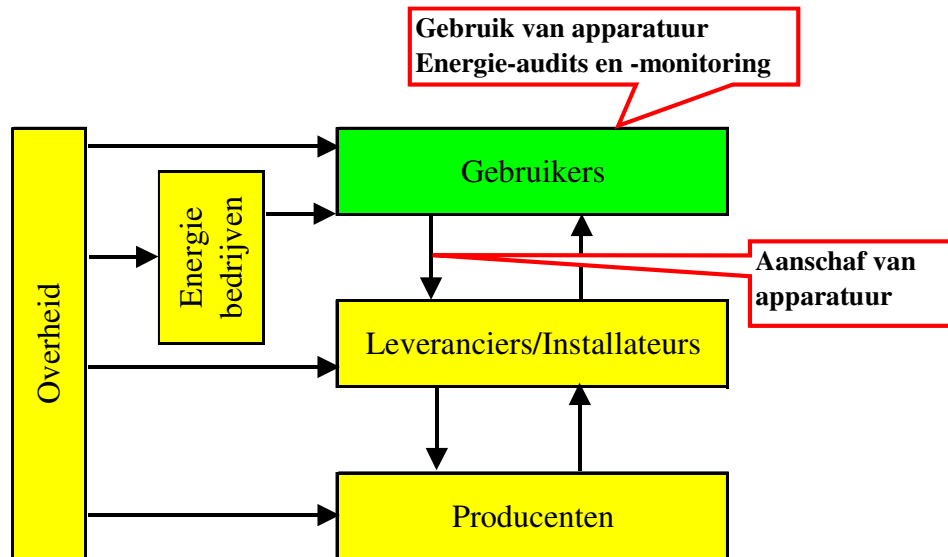 Gebruik van apparatuur
Energie-audits en -monitoring
Gebruikers
Energie
bedrijven
Aanschaf van
apparatuur
Overheid
Leveranciers/Installateurs
Producenten